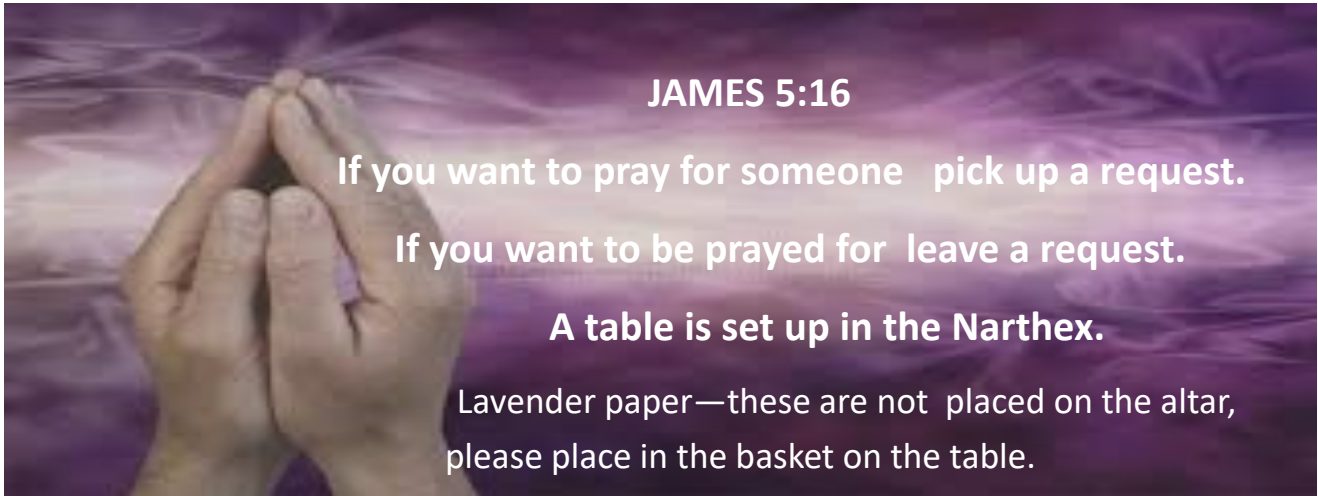 JAMES 5:16
If you want to pray for someone pick up a request.
If you want to be prayed for leave a request.
A table is set up in the Narthex.
Lavender paper—these are not placed on the altar,
please place in the basket on the table.